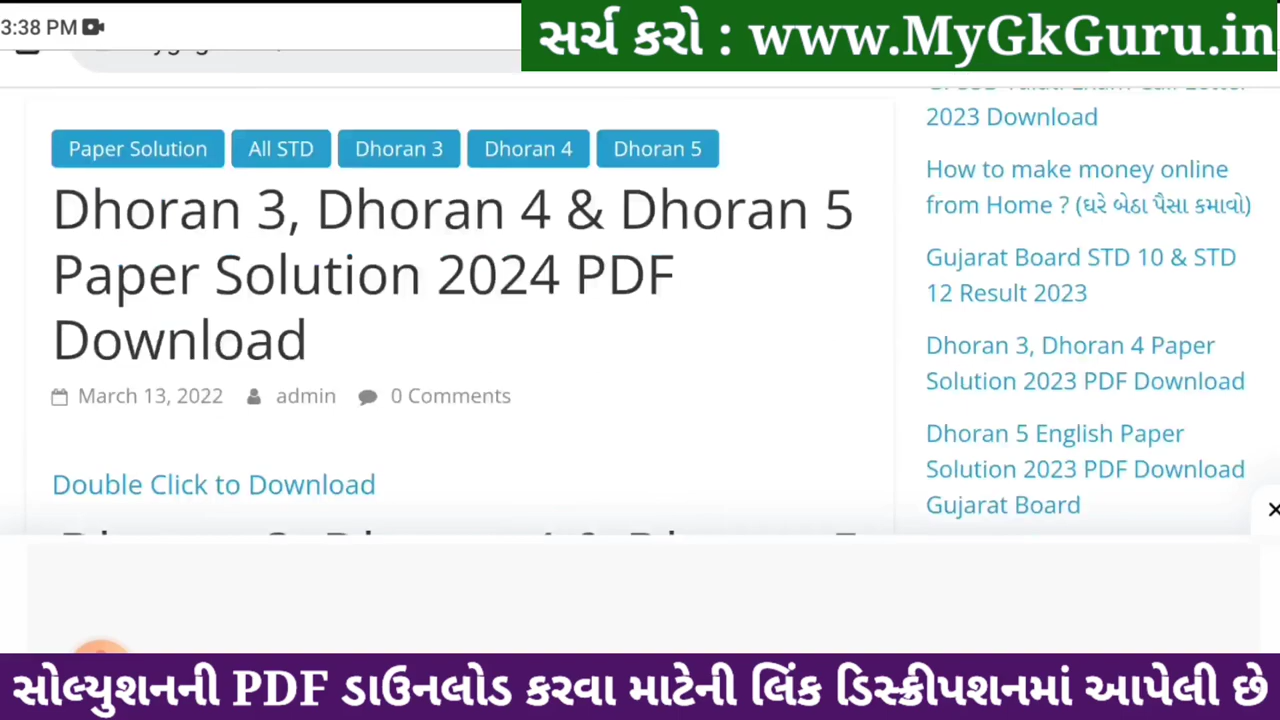 3:38 PM
સર્ચ કરો : www.MyGkGuru.in
2023 Download
Paper Solution
All STD
Dhoran 3
Dhoran 4
Dhoran 5
Dhoran 3, Dhoran 4 & Dhoran 5
Paper Solution 2024 PDF
Download
March 13, 2022
admin
0 Comments
Double Click to Download
How to make money online
from Home ? (ઘરે બેઠા પૈસા કમાવો)
Gujarat Board STD 10 & STD
12 Result 2023
Dhoran 3, Dhoran 4 Paper
Solution 2023 PDF Download
Dhoran 5 English Paper
Solution 2023 PDF Download
Gujarat Board
સોલ્યુશનની PDF ડાઉનલોડ કરવા માટેની લિંક ડિસ્ક્રીપશનમાં આપેલી છે